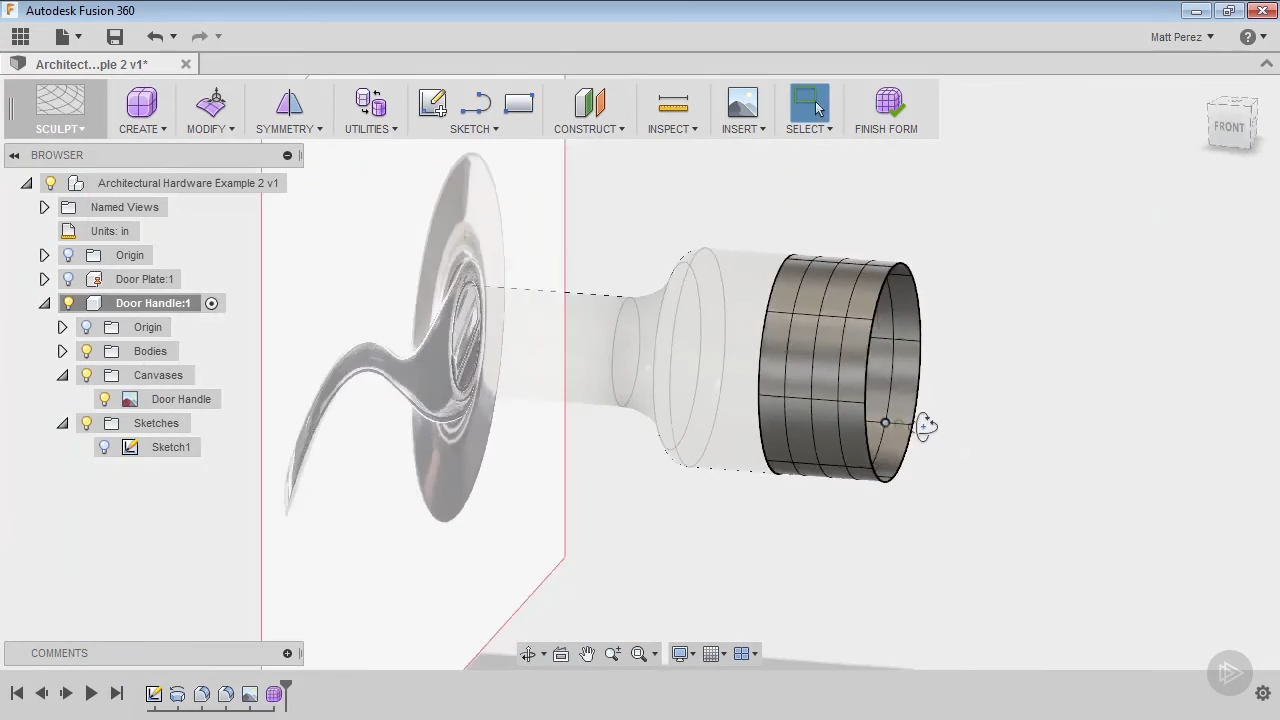 Autodesk Fusion 360
Matt Perez
Architect...ple 2 v1*
SCULPT CREATE MODIFY SYMMETRY UTILITIES SKETCH CONSTRUCT INSPECT INSERT SELECT FINISH FORM
FRONT
BROWSER
Architectural Hardware Example 2 v1
Named Views
Units: in
Origin
Door Plate:1
Door Handle:1
Origin
Bodies
Canvases
Door Handle
Sketches
Sketch1
COMMENTS